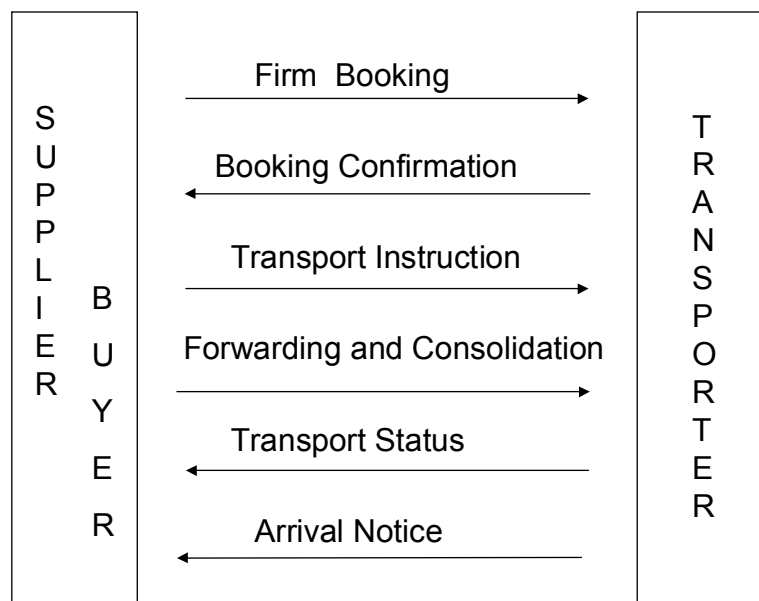 SUPPLIER
BUYER
Firm Booking
Booking Confirmation
Transport Instruction
Forwarding and Consolidation
Transport Status
Arrival Notice
TRANSPORTER